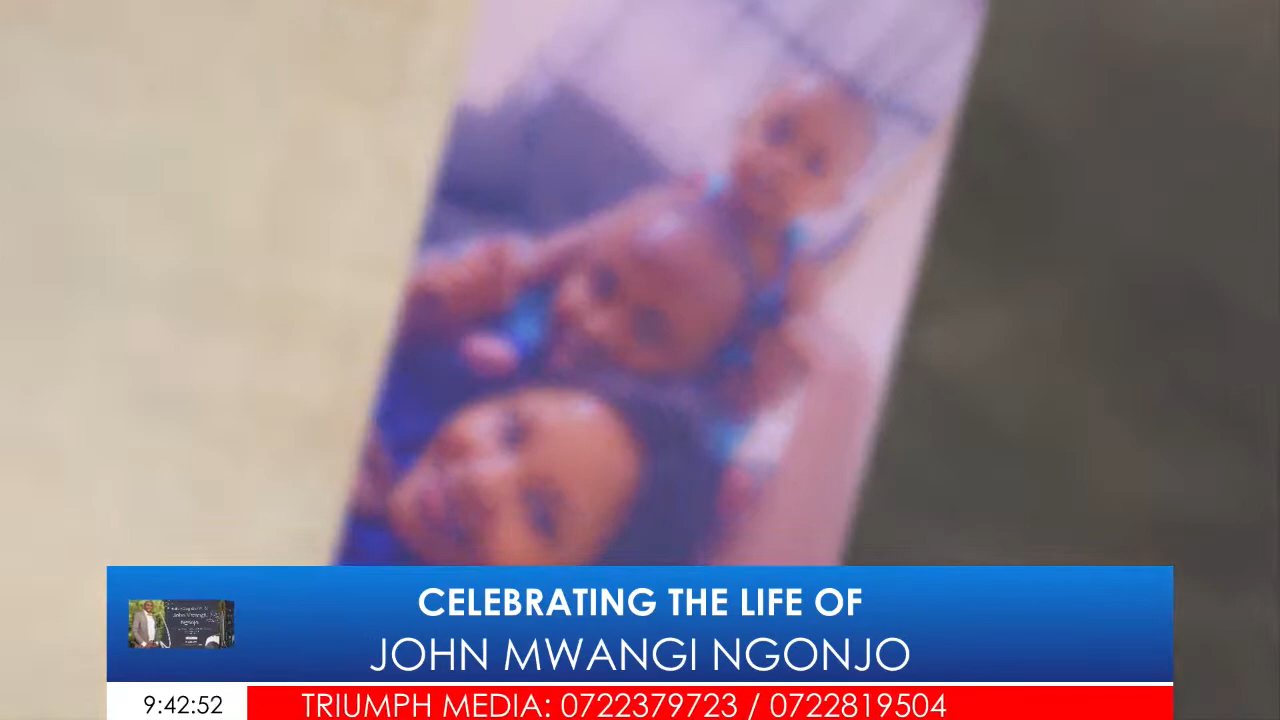 CELEBRATING THE LIFE OF
JOHN MWANGI NGONJO
9:42:52
TRIUMPH MEDIA: 0722379723 / 0722819504